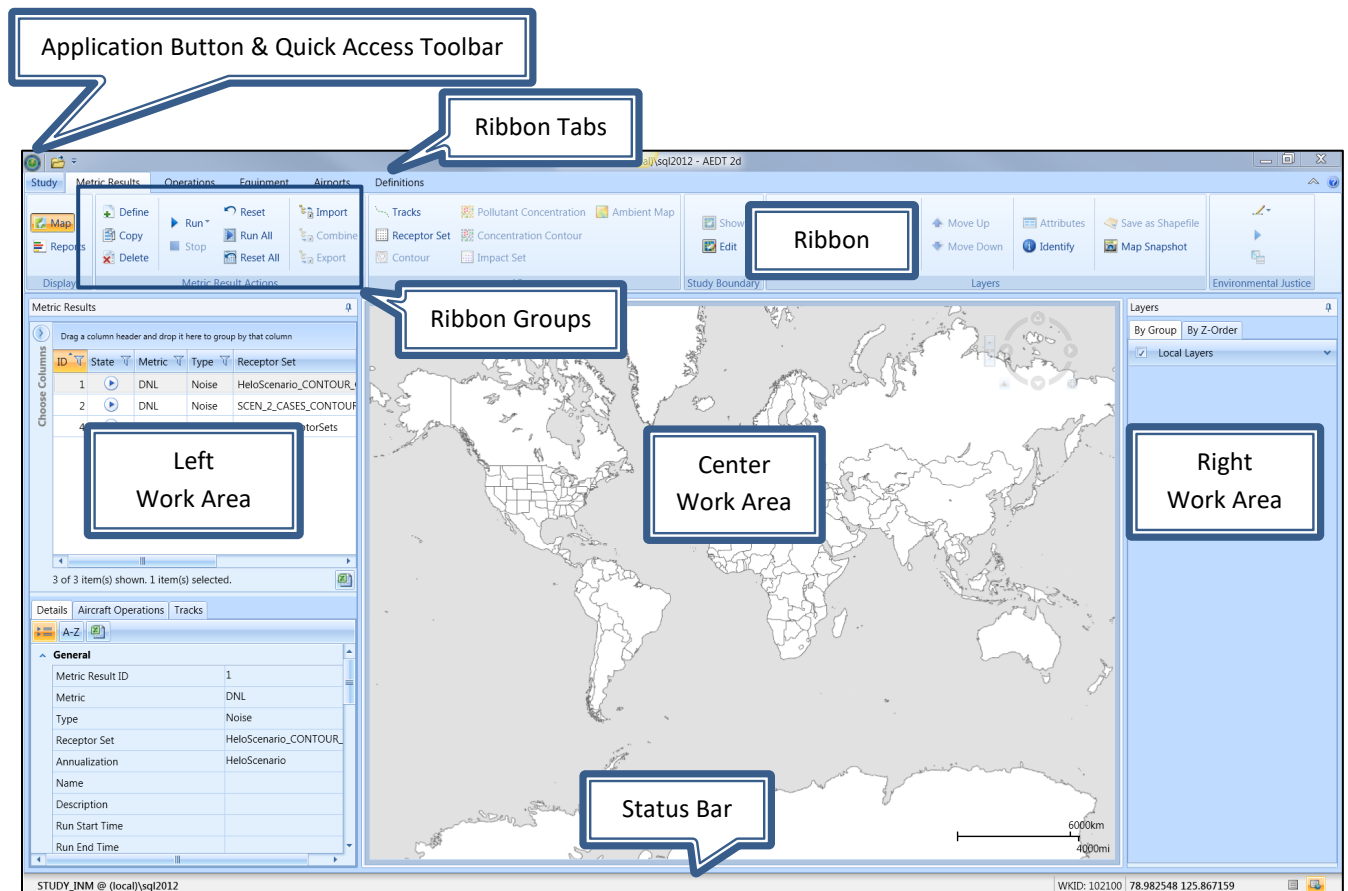 Application Button & Quick Access Toolbar
Ribbon Tabs
al)\sql2012 - AEDT 2d
Study Metric Results Operations Equipment Airports Definitions
Map
Reports
Display
Define
Copy
Delete
Run
Stop
Reset
Run All
Reset All
Import
Combine
Export
Metric Result Actions
Tracks
Receptor Set
Contour
Pollutant Concentration
Concentration Contour
Impact Set
Ambient Map
Show
Edit
Study Boundary
Ribbon
Move Up
Move Down
Attributes
Identify
Save as Shapefile
Map Snapshot
Layers
Environmental Justice
Ribbon Groups
Metric Results
Choose Columns
Drag a column header and drop it here to group by that column
ID State Metric Type Receptor Set
1 DNL Noise HeloScenario_CONTOUR_
2 DNL Noise SCEN_2_CASES_CONTOUR
4 ptorSets
Left
Work Area
3 of 3 item(s) shown. 1 item(s) selected.
Details Aircraft Operations Tracks
A-Z
General
Metric Result ID 1
Metric DNL
Type Noise
Receptor Set HeloScenario_CONTOUR_
Annualization HeloScenario
Name
Description
Run Start Time
Run End Time
Center
Work Area
Status Bar
6000km
4000mi
Layers
By Group By Z-Order
Local Layers
Right
Work Area
STUDY_INM @ (local)\sql2012
WKID: 102100 78.982548 125.867159